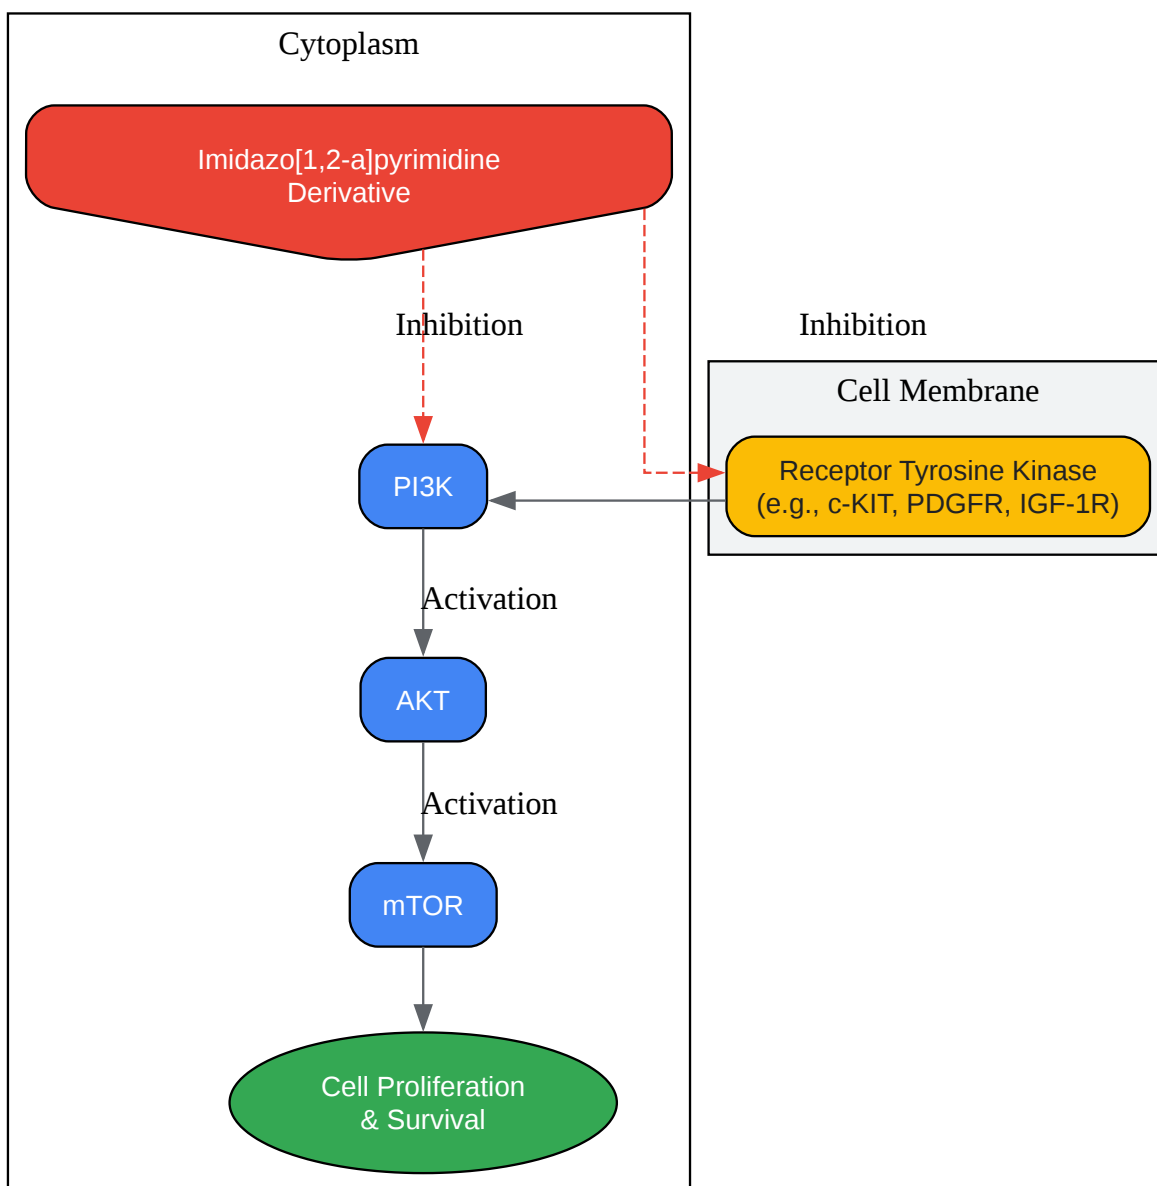 Cytoplasm
Imidazo[1,2-a]pyrimidine
Derivative
Inhibition
Inhibition
Cell Membrane
Receptor Tyrosine Kinase
(e.g., c-KIT, PDGFR, IGF-1R)
PI3K
Activation
AKT
Activation
mTOR
Cell Proliferation
& Survival